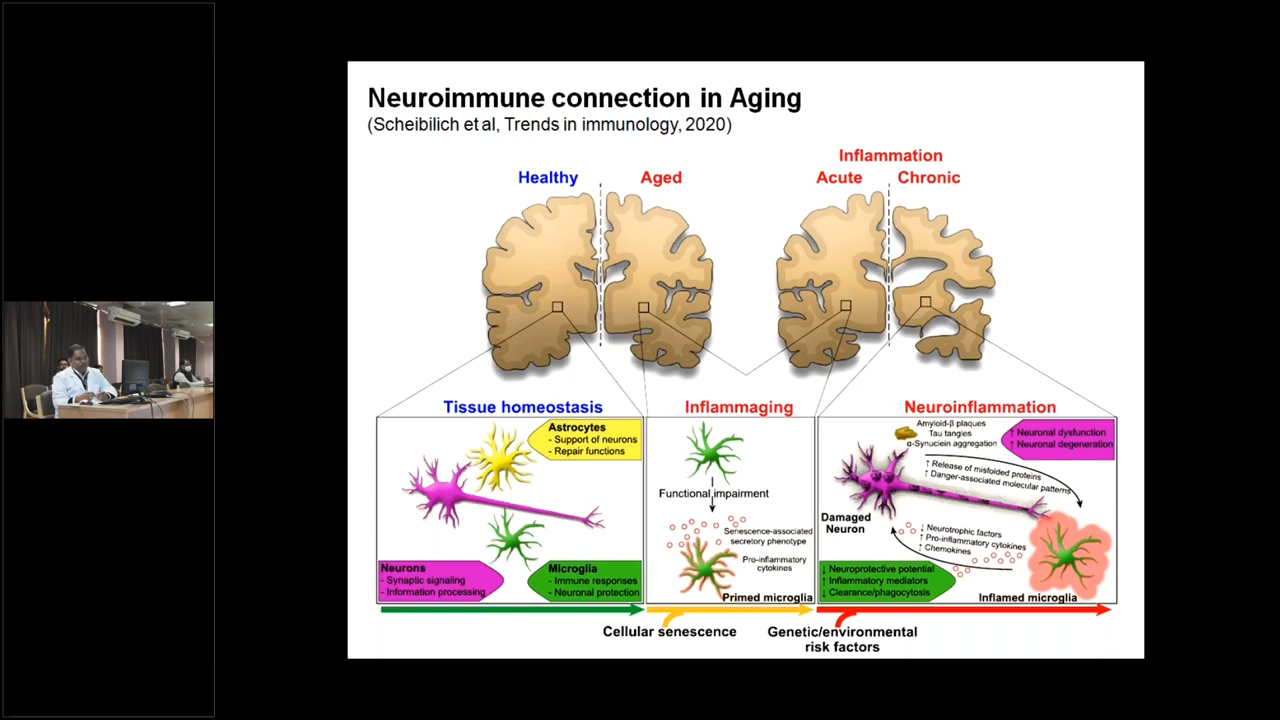 Neuroimmune connection in Aging
(Scheibilich et al, Trends in immunology, 2020)
Inflammation
Healthy
Aged
Acute
Chronic
Tissue homeostasis
Inflammaging
Neuroinflammation
Astrocytes
- Support of neurons
- Repair functions
Neurons
- Synaptic signaling
- Information processing
Microglia
- Immune responses
- Neuronal protection
Functional impairment
Senescence-associated
secretory phenotype
Pro-inflammatory
cytokines
Primed microglia
Amyloid-β plaques
Tau tangles
α-Synuclein aggregation
↑ Neuronal dysfunction
↑ Neuronal degeneration
↑ Release of misfolded proteins
↑ Danger-associated molecular patterns
Damaged
Neuron
↓ Neurotrophic factors
↑ Pro-inflammatory cytokines
↑ Chemokines
↓ Neuroprotective potential
↑ Inflammatory mediators
↓ Clearance/phagocytosis
Inflamed microglia
Cellular senescence
Genetic/environmental
risk factors